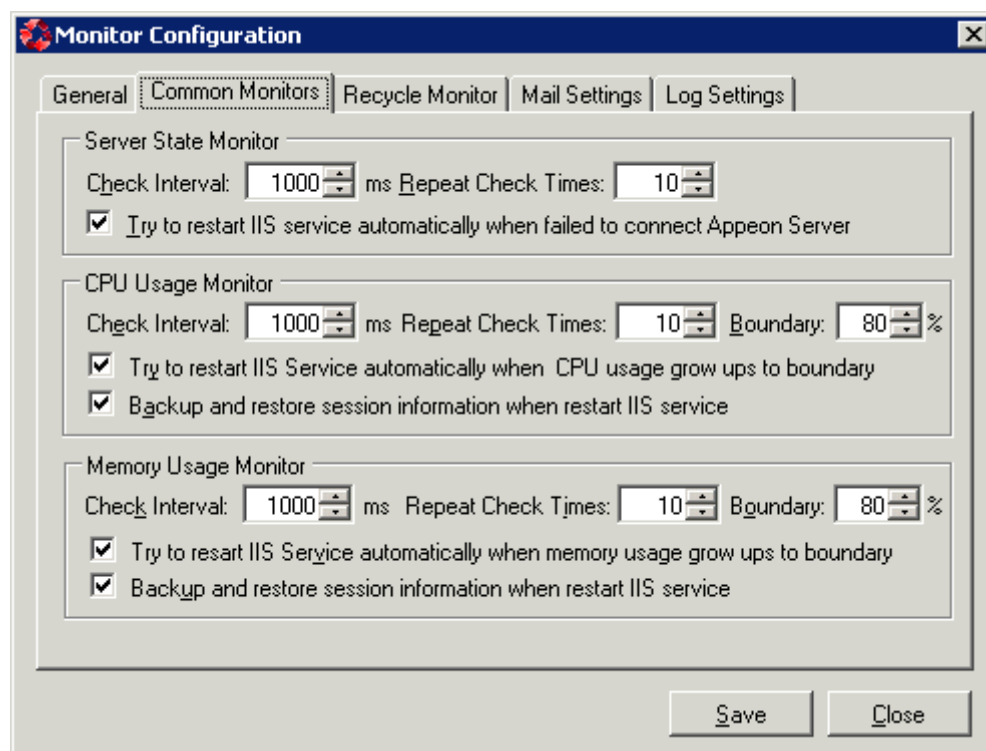 Monitor Configuration
General Common Monitors Recycle Monitor Mail Settings Log Settings
Server State Monitor
Check Interval: 1000 ms Repeat Check Times: 10
Try to restart IIS service automatically when failed to connect Appeon Server
CPU Usage Monitor
Check Interval: 1000 ms Repeat Check Times: 10 Boundary: 80 %
Try to restart IIS Service automatically when CPU usage grow ups to boundary
Backup and restore session information when restart IIS service
Memory Usage Monitor
Check Interval: 1000 ms Repeat Check Times: 10 Boundary: 80 %
Try to resart IIS Service automatically when memory usage grow ups to boundary
Backup and restore session information when restart IIS service
Save Close